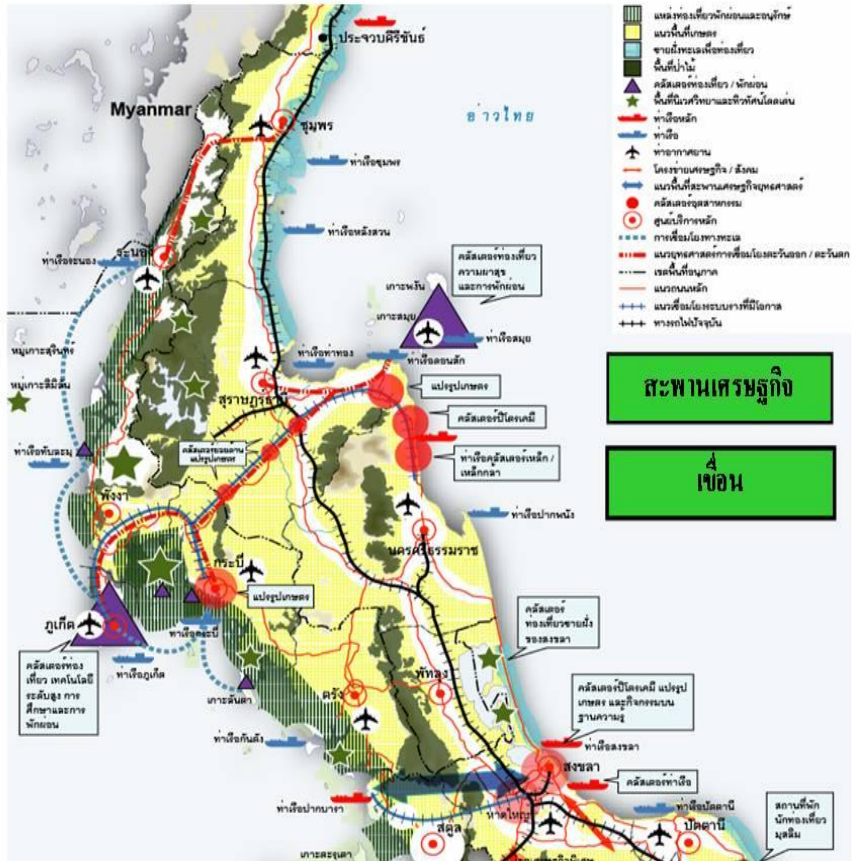 แหล่งท่องเที่ยวพักผ่อนและอนุรักษ์
แนวพื้นที่เกษตร
ชายฝั่งทะเลเพื่อท่องเที่ยว
พื้นที่ป่าไม้
คลัสเตอร์ท่องเที่ยว / พักผ่อน
พื้นที่นิเวศวิทยาและทิวทัศน์โดดเด่น
ท่าเรือหลัก
ท่าเรือ
ท่าอากาศยาน
โครงข่ายเศรษฐกิจ / สังคม
แนวพื้นที่สะพานเศรษฐกิจยุทธศาสตร์
คลัสเตอร์อุตสาหกรรม
ศูนย์บริการหลัก
การเชื่อมโยงทางทะเล
แนวยุทธศาสตร์การเชื่อมโยงตะวันออก / ตะวันตก
เขตพื้นที่อนุภาค
แนวถนนหลัก
แนวเชื่อมโยงระบบรางที่มีโอกาส
ทางรถไฟปัจจุบัน
สะพานเศรษฐกิจ
เขื่อน
ประจวบคีรีขันธ์
Myanmar
อ่าวไทย
ชุมพร
ท่าเรือชุมพร
ท่าเรือหลังสวน
ระนอง
ท่าเรือระนอง
คลัสเตอร์ท่องเที่ยว
ความผาสุข
และการพักผ่อน
เกาะพงัน
เกาะสมุย
ท่าเรือสมุย
หมู่เกาะสุรินทร์
หมู่เกาะสิมิลัน
ท่าเรือท่าทอง
ท่าเรือดอนสัก
สุราษฎร์ธานี
แปรรูปเกษตร
คลัสเตอร์ปิโตรเคมี
คลัสเตอร์ยอดลาน
แปรรูปเกษตร
ท่าเรือคลัสเตอร์เหล็ก /
เหล็กกล้า
ท่าเรือทับละมุ
พังงา
ท่าเรือปากพนัง
นครศรีธรรมราช
กระบี่
แปรรูปเกษตร
ภูเก็ต
ท่าเรือกระบี่
ท่าเรือภูเก็ต
คลัสเตอร์
ท่องเที่ยวชายฝั่ง
ของสงขลา
คลัสเตอร์ท่อง
เที่ยว เทคโนโลยี
ระดับสูง การ
ศึกษาและการ
พักผ่อน
เกาะลันตา
ตรัง
พัทลุง
คลัสเตอร์ปิโตรเคมี แปรรูป
เกษตร และกิจกรรมบน
ฐานความรู้
ท่าเรือกันตัง
ท่าเรือสงขลา
สงขลา
คลัสเตอร์ท่าเรือ
ท่าเรือปากบารา
หาดใหญ่
ท่าเรือปัตตานี
สตูล
ปัตตานี
สถานที่พัก
นักท่องเที่ยว
มุสลิม
เกาะตะรุเตา